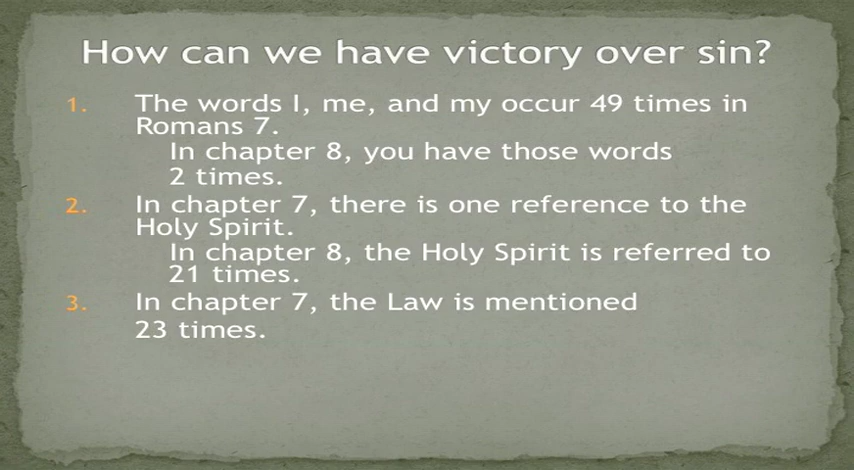 How can we have victory over sin?
1. The words I, me, and my occur 49 times in
Romans 7.
In chapter 8, you have those words
2 times.
2. In chapter 7, there is one reference to the
Holy Spirit.
In chapter 8, the Holy Spirit is referred to
21 times.
3. In chapter 7, the Law is mentioned
23 times.